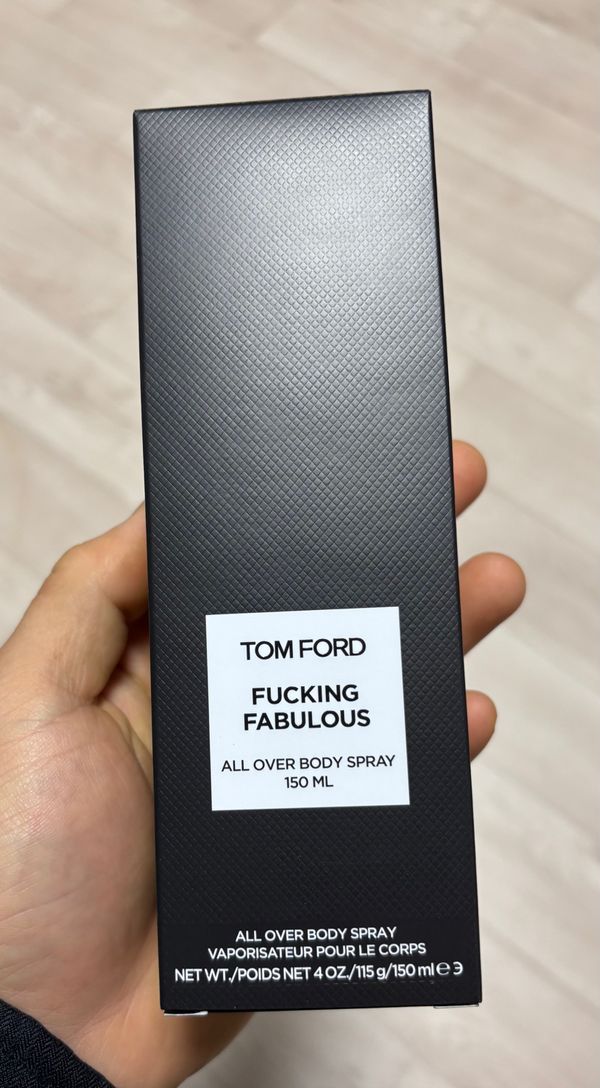 TOM FORD
FUCKING
FABULOUS
ALL OVER BODY SPRAY
150 ML
ALL OVER BODY SPRAY
VAPORISATEUR POUR LE CORPS
NET WT./POIDS NET 4 OZ./115 g/150 ml ℮ 3